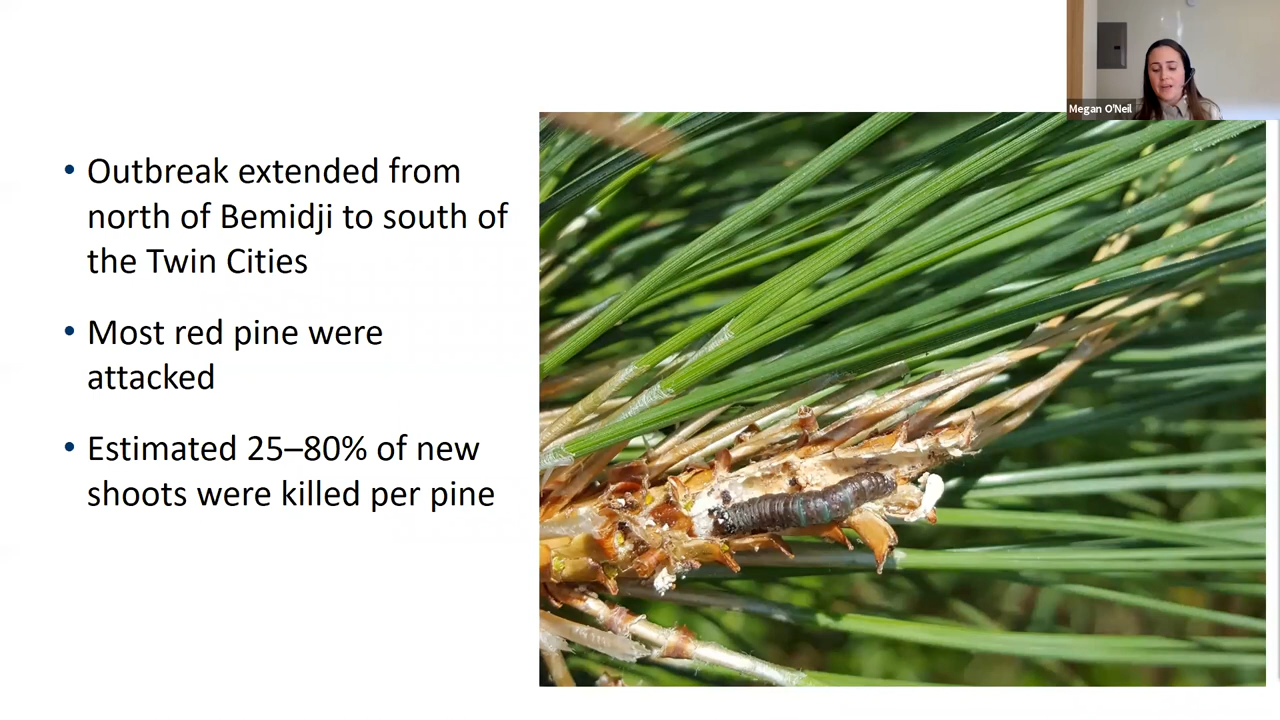 Megan O'Neil
• Outbreak extended from
north of Bemidji to south of
the Twin Cities
• Most red pine were
attacked
• Estimated 25–80% of new
shoots were killed per pine